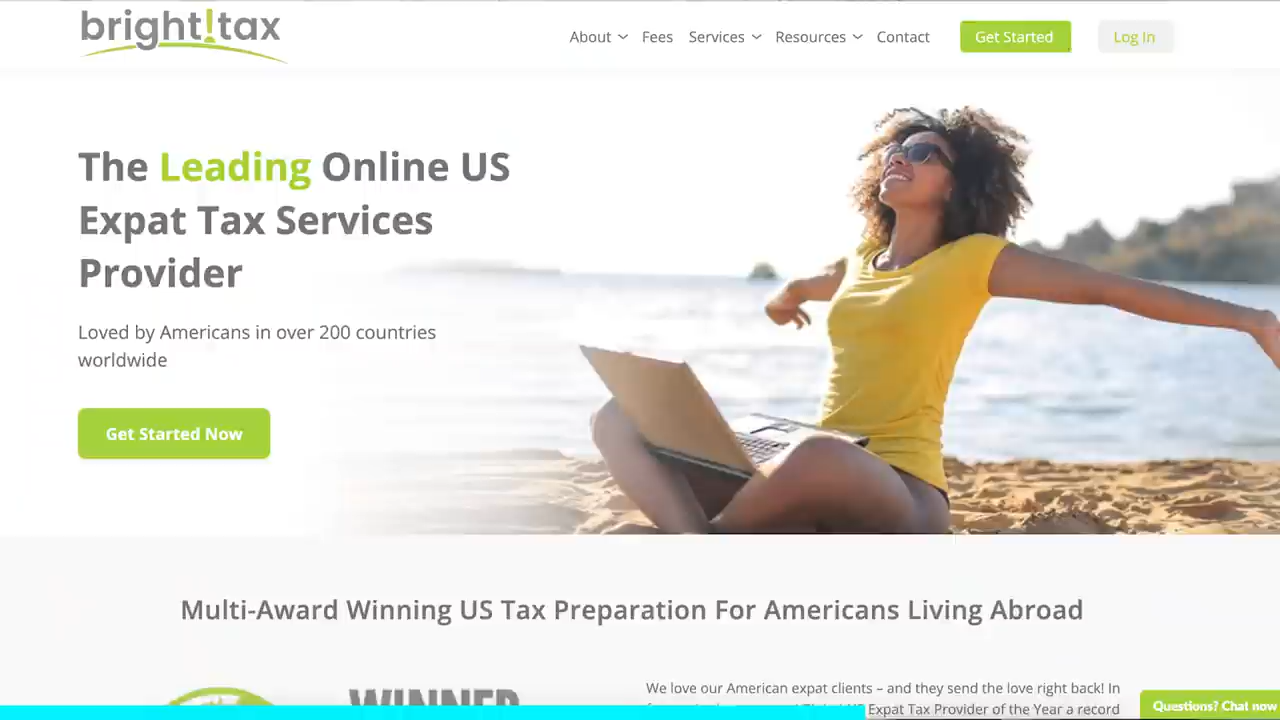 bright!tax
About Fees Services Resources Contact Get Started Log In
The Leading Online US
Expat Tax Services
Provider
Loved by Americans in over 200 countries
worldwide
Get Started Now
Multi-Award Winning US Tax Preparation For Americans Living Abroad
WINNER
We love our American expat clients – and they send the love right back! In
Expat Tax Provider of the Year a record
Questions? Chat now